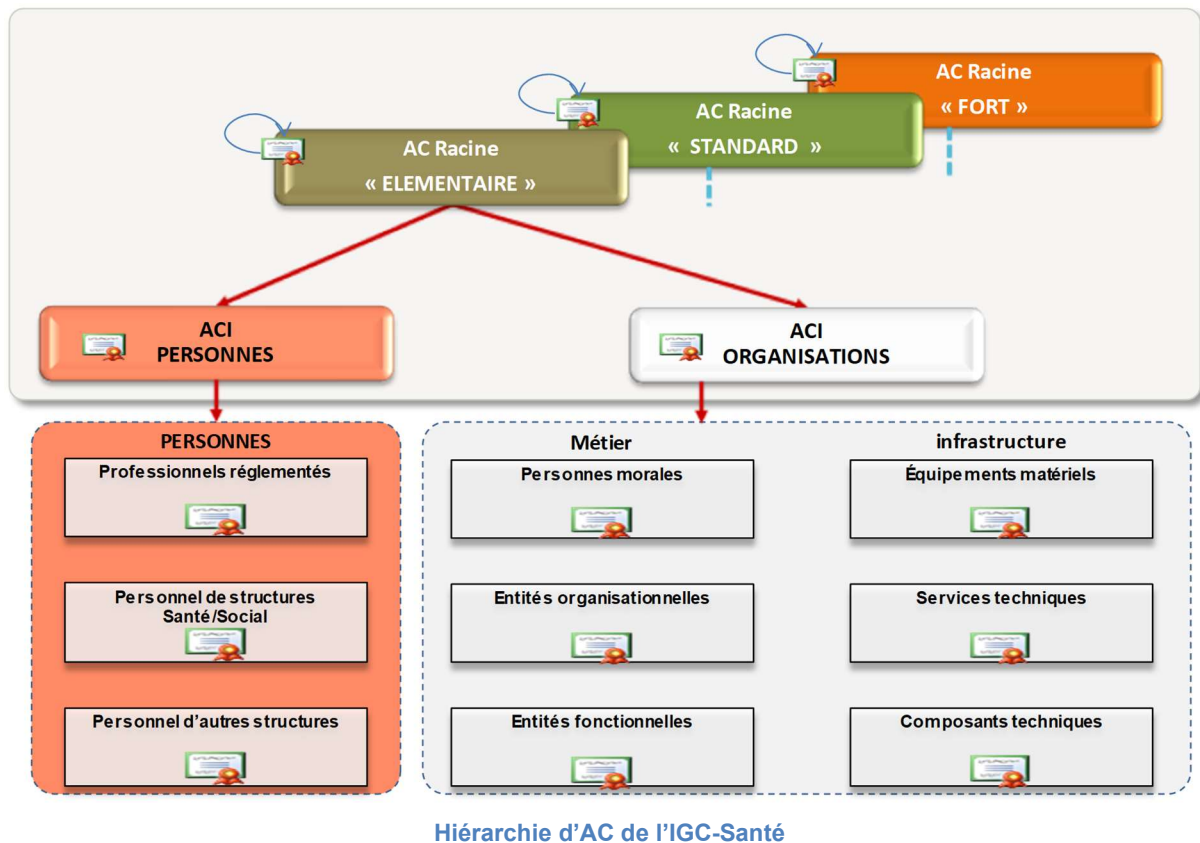 AC Racine
« FORT »
AC Racine
« STANDARD »
AC Racine
« ELEMENTAIRE »
ACI
PERSONNES
ACI
ORGANISATIONS
PERSONNES
Professionnels réglementés
Personnel de structures
Santé/Social
Personnel d'autres structures
Métier
Personnes morales
Entités organisationnelles
Entités fonctionnelles
infrastructure
Équipements matériels
Services techniques
Composants techniques
Hiérarchie d'AC de l'IGC-Santé